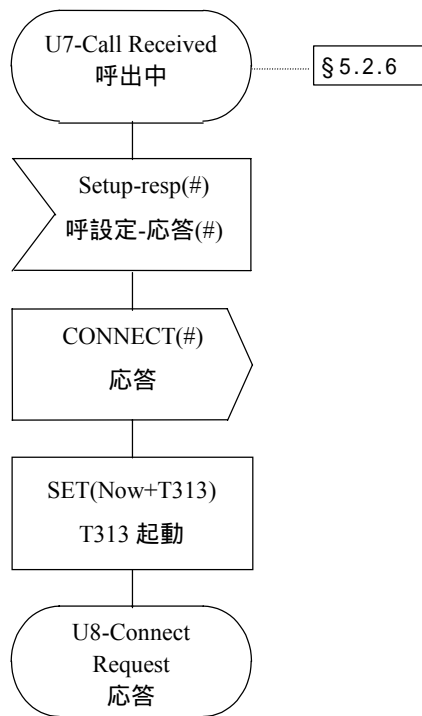 U7-Call Received
呼出中
§5.2.6
Setup-resp(#)
呼設定-応答(#)
CONNECT(#)
応答
SET(Now+T313)
T313 起動
U8-Connect
Request
応答